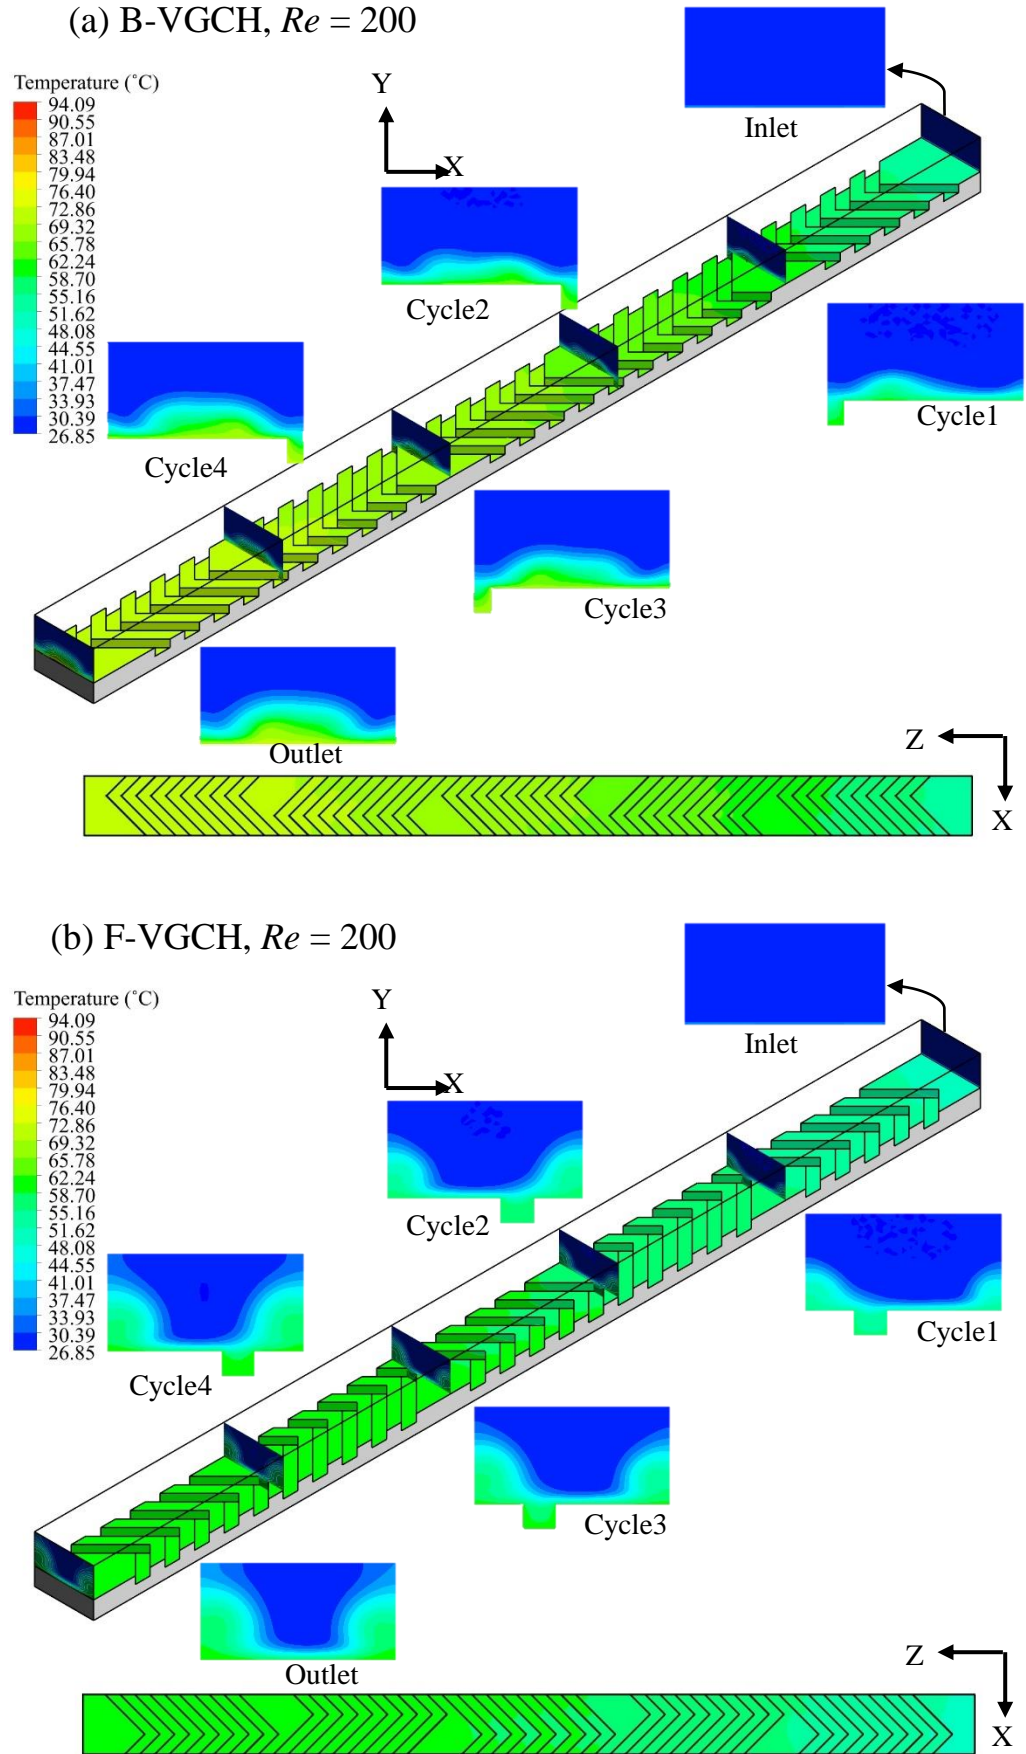 (a) B-VGCH, Re = 200
Temperature (˚C)
94.09
90.55
87.01
83.48
79.94
76.40
72.86
69.32
65.78
62.24
58.70
55.16
51.62
48.08
44.55
41.01
37.47
33.93
30.39
26.85
Y
X
Inlet
Cycle2
Cycle1
Cycle4
Cycle3
Outlet
Z
X
(b) F-VGCH, Re = 200
Temperature (˚C)
94.09
90.55
87.01
83.48
79.94
76.40
72.86
69.32
65.78
62.24
58.70
55.16
51.62
48.08
44.55
41.01
37.47
33.93
30.39
26.85
Y
X
Inlet
Cycle2
Cycle1
Cycle4
Cycle3
Outlet
Z
X